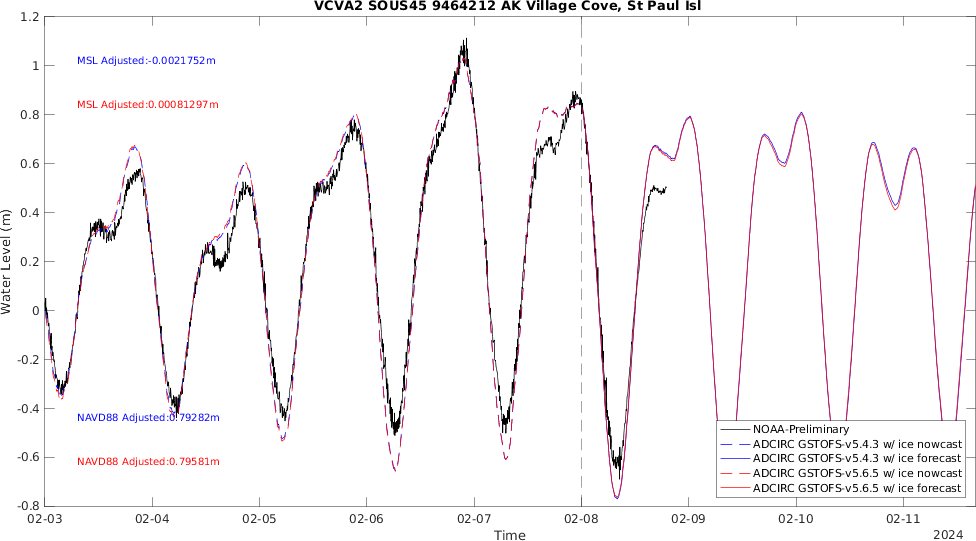 VCVA2 SOUS45 9464212 AK Village Cove, St Paul Isl
1.2
1
0.8
0.6
0.4
0.2
0
-0.2
-0.4
-0.6
-0.8
Water Level (m)
MSL Adjusted:-0.0021752m
MSL Adjusted:0.00081297m
NAVD88 Adjusted:0.79282m
NAVD88 Adjusted:0.79581m
NOAA-Preliminary
ADCIRC GSTOFS-v5.4.3 w/ ice nowcast
ADCIRC GSTOFS-v5.4.3 w/ ice forecast
ADCIRC GSTOFS-v5.6.5 w/ ice nowcast
ADCIRC GSTOFS-v5.6.5 w/ ice forecast
02-03 02-04 02-05 02-06 02-07 02-08 02-09 02-10 02-11
Time
2024